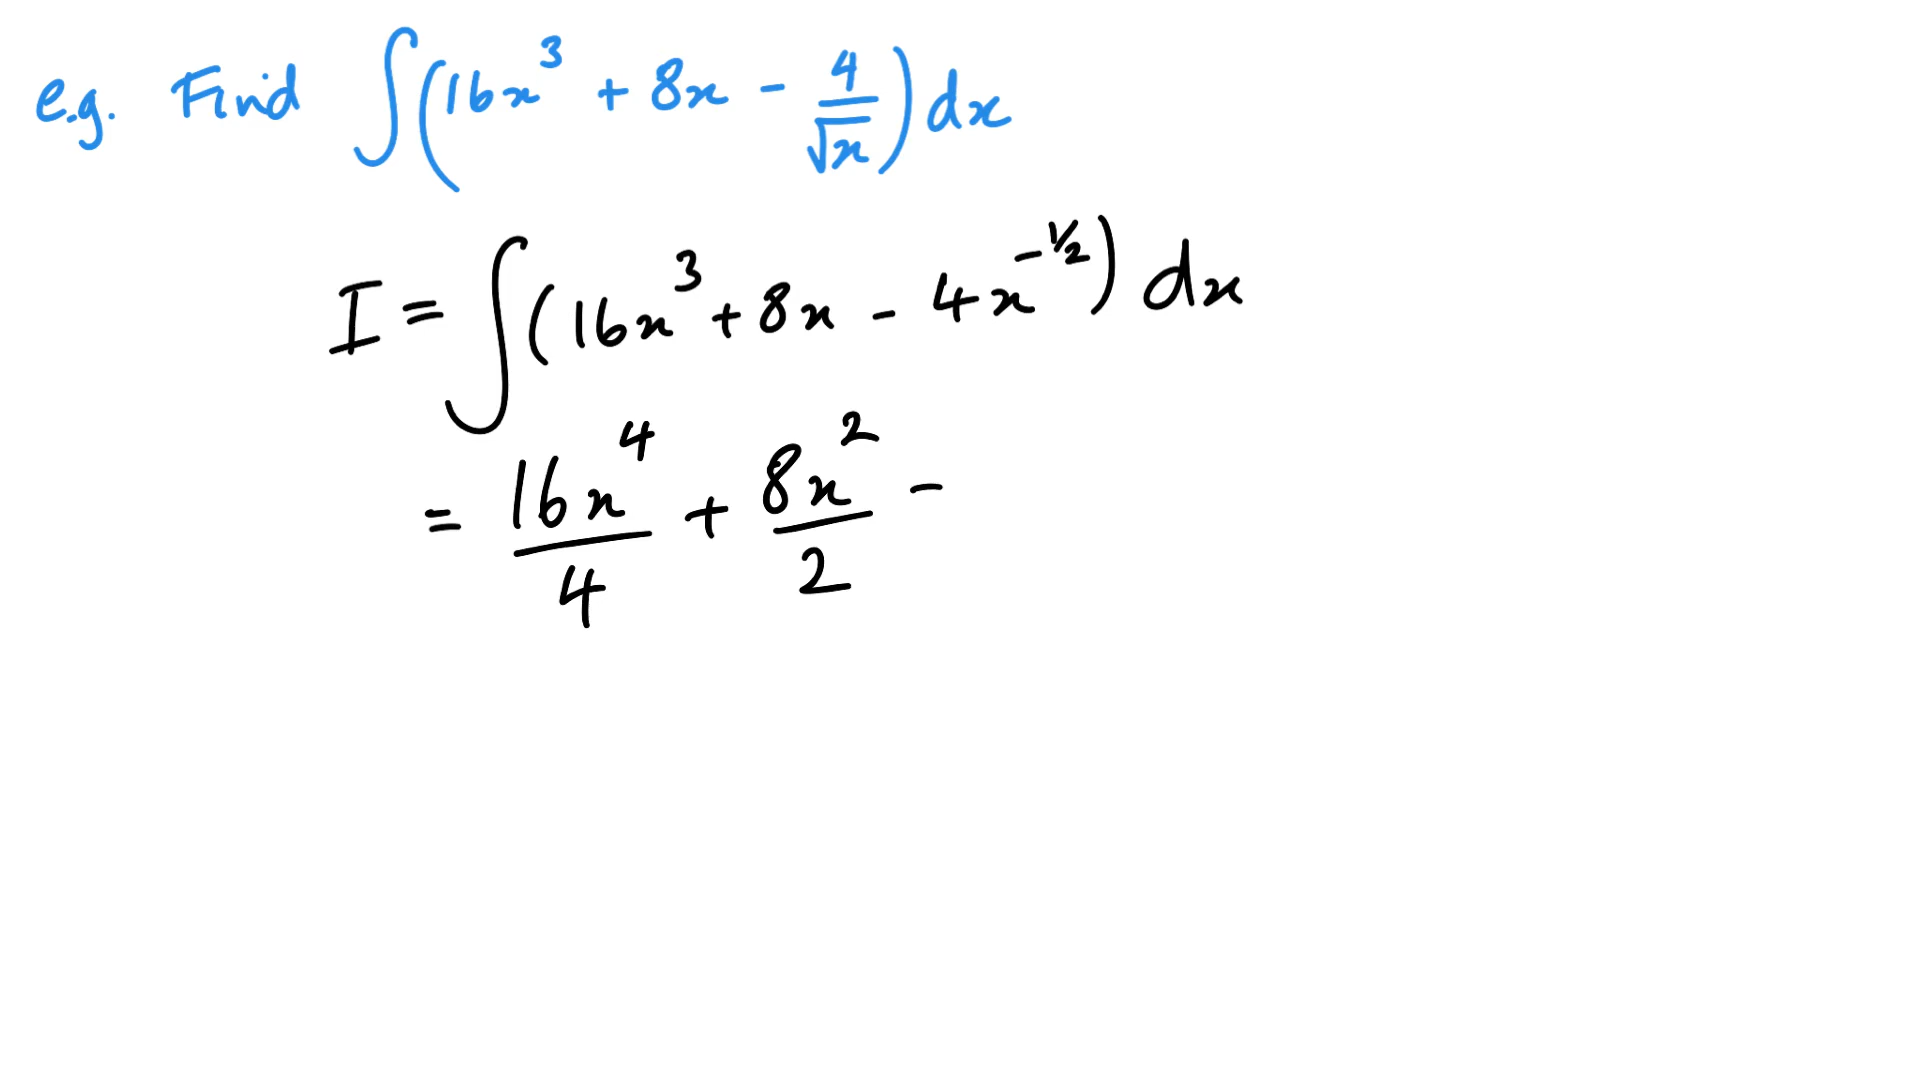 e.g. Find ∫(16x³ + 8x - 4/√x) dx
I = ∫(16x³ + 8x - 4x^(-1/2)) dx
= 16x⁴/4 + 8x²/2 -